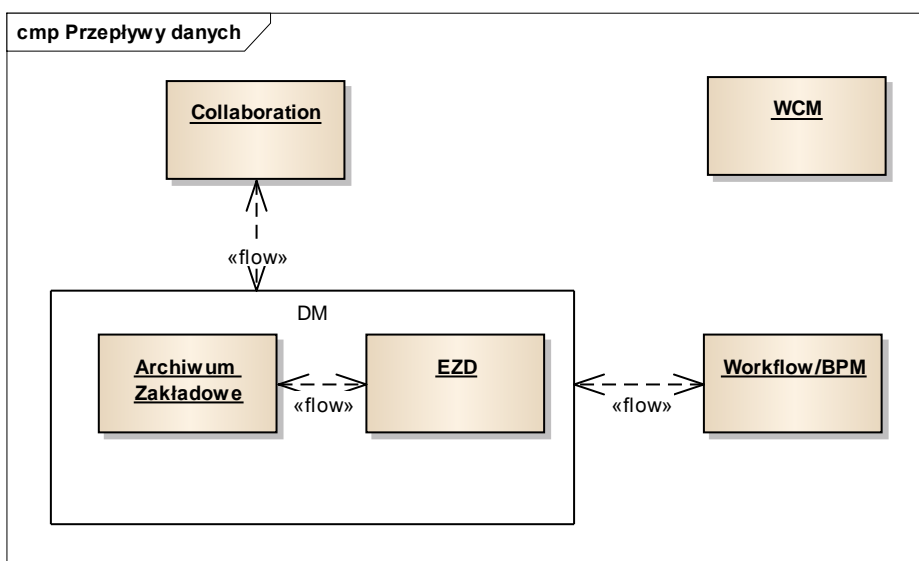 cmp Przepływy danych
Collaboration
WCM
«flow»
DM
Archiwum
Zakładowe
EZD
Workflow/BPM
«flow»
«flow»